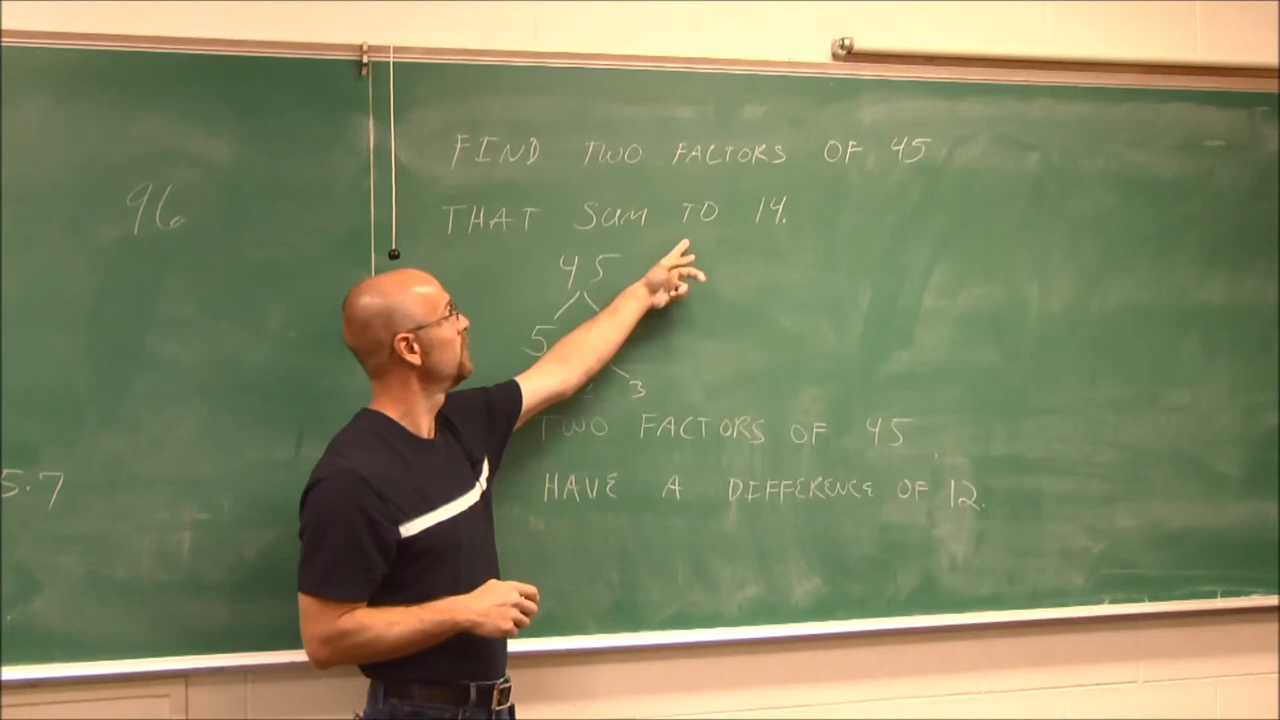 96
FIND TWO FACTORS OF 45
THAT SUM TO 14.
45
5
3
TWO FACTORS OF 45
HAVE A DIFFERENCE OF 12.
5.7